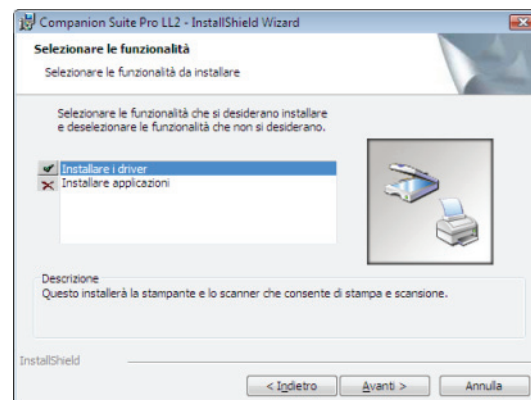 Companion Suite Pro LL2 - InstallShield Wizard
Selezionare le funzionalità
Selezionare le funzionalità da installare
Selezionare le funzionalità che si desiderano installare
e deselezionare le funzionalità che non si desiderano.
Installare i driver
Installare applicazioni
Descrizione
Questo installerà la stampante e lo scanner che consente di stampa e scansione.
InstallShield
< Indietro
Avanti >
Annulla